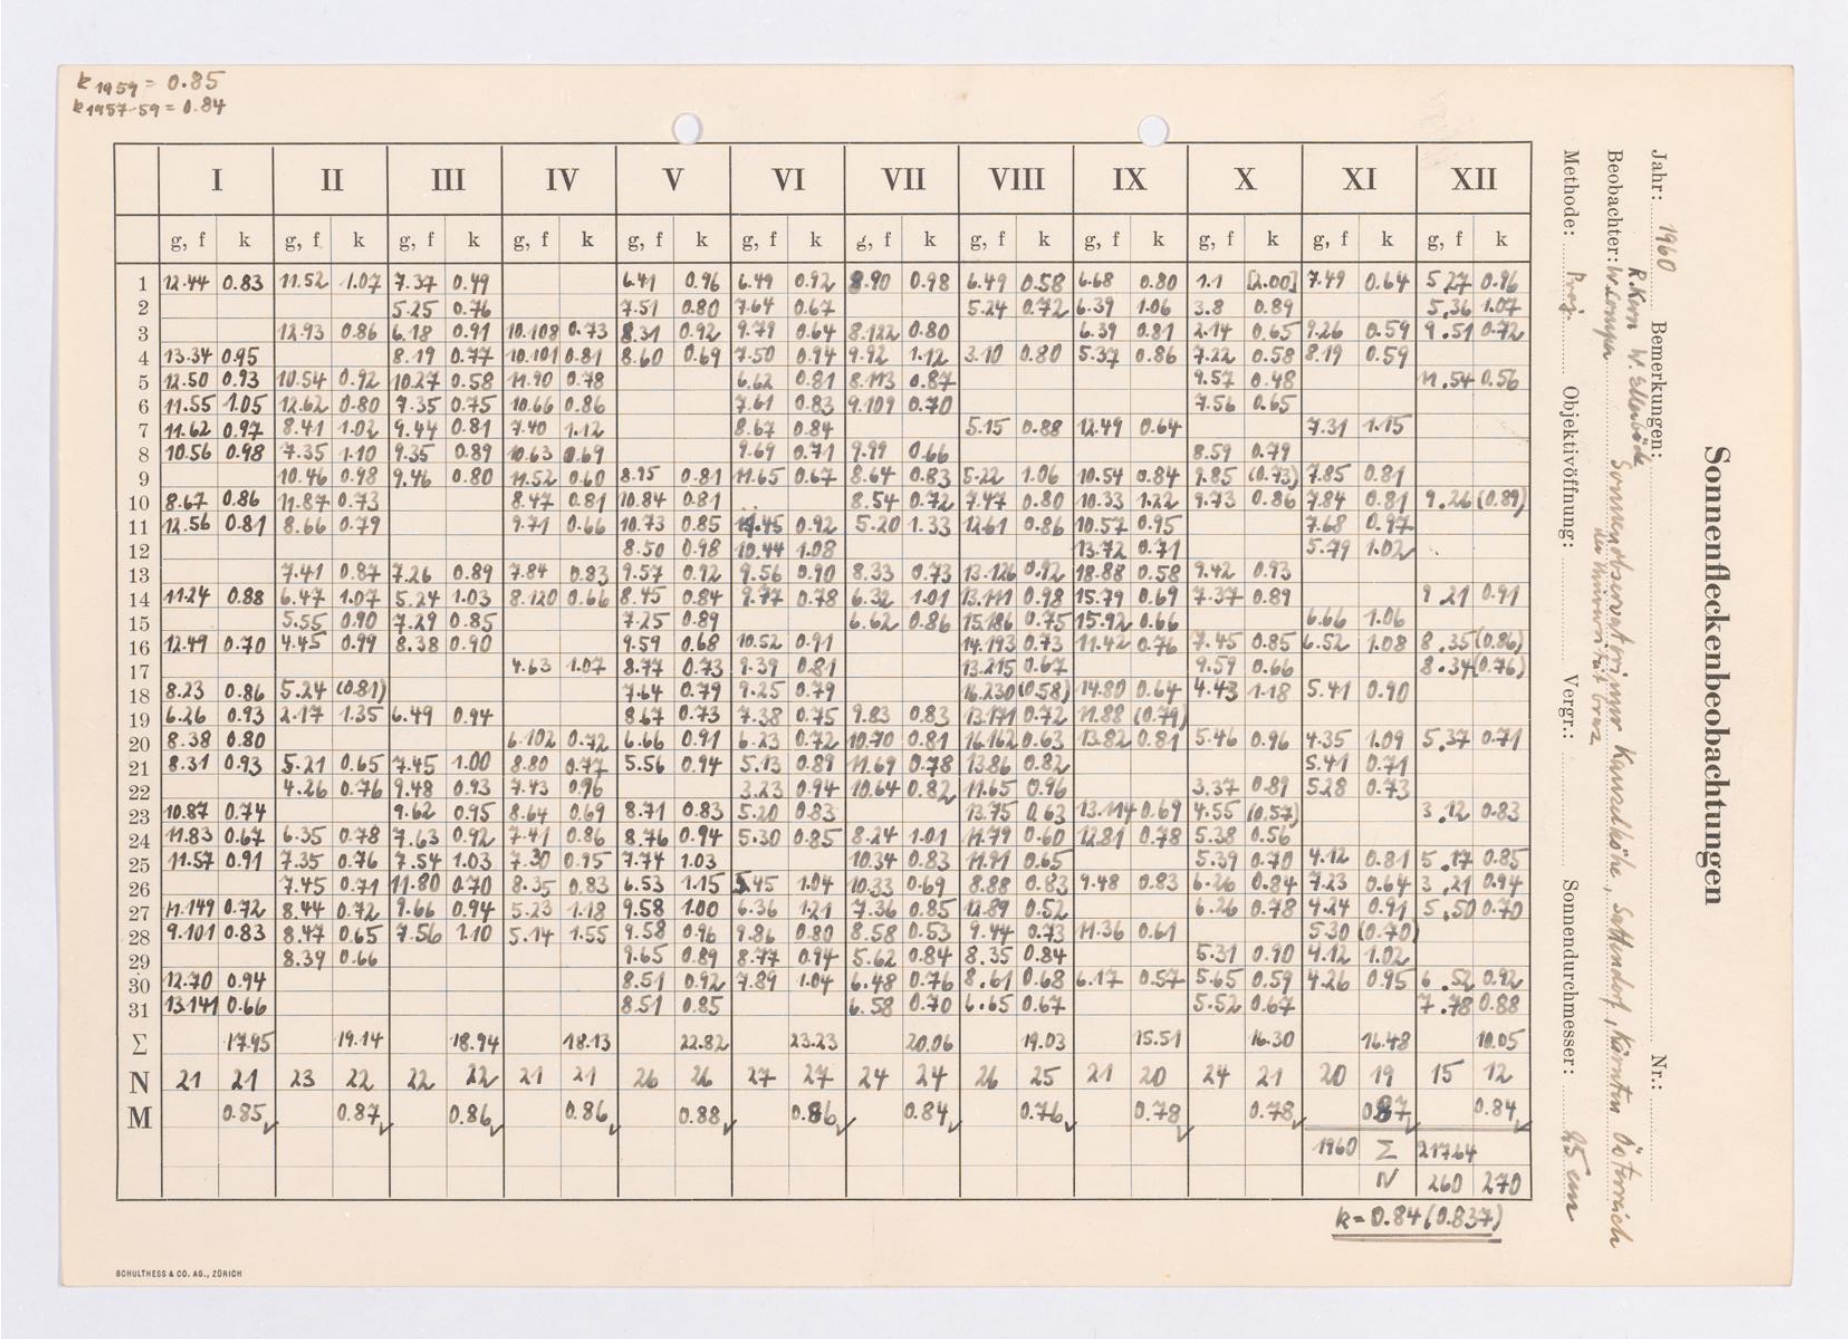 k1959 = 0.85
k1957-59 = 0.84
Sonnenfleckenbeobachtungen
Jahr: 1960 Bemerkungen: Nr.:
R. Kern W.
Beobachter: Sonnenobservatorium Kanzelhöhe, Sattendorf, Kärnten Österreich
der Universität Graz
Methode: Proj. Objektivöffnung: Vergr.: Sonnendurchmesser: 25 cm
I II III IV V VI VII VIII IX X XI XII
g, f k g, f k g, f k g, f k g, f k g, f k g, f k g, f k g, f k g, f k g, f k g, f k
1 12.44 0.83 11.52 1.07 7.37 0.49 6.41 0.96 6.49 0.92 8.90 0.98 6.49 0.58 6.68 0.80 1.1 [2.00] 7.49 0.64 5.27 0.96
2 5.25 0.76 7.51 0.80 7.64 0.67 5.24 0.72 6.39 1.06 3.8 0.89 5.36 1.07
3 12.93 0.86 6.18 0.91 10.108 0.73 8.31 0.92 9.79 0.64 8.122 0.80 6.39 0.81 2.14 0.65 9.26 0.59 9.51 0.72
4 13.34 0.95 8.19 0.77 10.101 0.81 8.60 0.69 7.50 0.94 9.92 1.12 3.10 0.80 5.37 0.86 7.22 0.58 8.19 0.59
5 12.50 0.93 10.54 0.92 10.27 0.58 11.90 0.78 6.62 0.81 8.113 0.87 9.57 0.48 11.54 0.56
6 11.55 1.05 12.62 0.80 7.35 0.75 10.66 0.86 7.61 0.83 9.109 0.70 7.56 0.65
7 11.62 0.97 8.41 1.02 9.44 0.81 7.40 1.12 8.67 0.84 5.15 0.88 12.49 0.64 7.31 1.15
8 10.56 0.98 7.35 1.10 9.35 0.89 10.63 0.69 9.69 0.71 9.99 0.66 8.59 0.79
9 10.46 0.98 9.46 0.80 11.52 0.60 8.95 0.81 11.65 0.67 8.64 0.83 5.22 1.06 10.54 0.84 9.85 (0.73) 7.85 0.81
10 8.67 0.86 11.87 0.73 8.47 0.81 10.84 0.81 8.54 0.72 7.47 0.80 10.33 1.22 9.73 0.86 7.84 0.81 9.26 (0.89)
11 12.56 0.81 8.66 0.79 9.71 0.66 10.73 0.85 11.45 0.92 5.20 1.33 12.61 0.86 10.57 0.95 7.68 0.97
12 8.50 0.98 10.44 1.08 13.72 0.71 5.79 1.02
13 7.41 0.87 7.26 0.89 7.84 0.83 9.57 0.92 9.56 0.90 8.33 0.73 13.126 0.92 18.88 0.58 9.42 0.93
14 11.24 0.88 6.47 1.07 5.24 1.03 8.120 0.66 8.45 0.84 9.77 0.78 6.32 1.01 13.111 0.98 15.79 0.69 7.37 0.89 9.21 0.91
15 5.55 0.90 7.29 0.85 7.25 0.89 6.62 0.86 15.186 0.75 15.92 0.66 6.66 1.06
16 12.49 0.70 4.45 0.99 8.38 0.90 9.59 0.68 10.52 0.91 14.193 0.73 11.42 0.76 7.45 0.85 6.52 1.08 8.35 (0.86)
17 4.63 1.07 8.77 0.73 9.39 0.81 13.215 0.67 9.59 0.66 8.34 (0.76)
18 8.23 0.86 5.24 (0.81) 7.64 0.79 9.25 0.79 16.230 (0.58) 14.80 0.64 4.43 1.18 5.41 0.90
19 6.26 0.93 2.17 1.35 6.49 0.94 8.67 0.73 7.38 0.75 9.83 0.83 13.171 0.72 11.88 (0.79)
20 8.38 0.80 6.102 0.72 6.66 0.91 6.23 0.72 10.70 0.81 16.162 0.63 13.82 0.81 5.46 0.96 4.35 1.09 5.37 0.71
21 8.31 0.93 5.21 0.65 7.45 1.00 8.80 0.77 5.56 0.94 5.13 0.89 11.69 0.78 13.86 0.82 5.41 0.71
22 4.26 0.76 9.48 0.93 7.43 0.96 3.23 0.94 10.64 0.82 11.65 0.96 3.37 0.89 5.28 0.73
23 10.87 0.74 9.62 0.95 8.64 0.69 8.71 0.83 5.20 0.83 13.75 0.63 13.114 0.69 4.55 (0.57) 3.12 0.83
24 11.83 0.67 6.35 0.78 7.63 0.92 7.41 0.86 8.76 0.94 5.30 0.85 8.24 1.01 11.79 0.60 12.81 0.78 5.38 0.56
25 11.57 0.91 7.35 0.76 7.54 1.03 7.30 0.95 7.74 1.03 10.34 0.83 11.91 0.65 5.39 0.70 4.12 0.81 5.17 0.85
26 7.45 0.71 11.80 0.70 8.35 0.83 6.53 1.15 5.45 1.04 10.33 0.69 8.88 0.83 9.48 0.83 6.26 0.84 7.23 0.64 3.21 0.94
27 11.149 0.72 8.44 0.72 9.66 0.94 5.23 1.18 9.58 1.00 6.36 1.21 7.36 0.85 12.89 0.52 6.26 0.78 4.24 0.91 5.50 0.70
28 9.101 0.83 8.47 0.65 7.56 1.10 5.14 1.55 9.58 0.96 9.86 0.80 8.58 0.53 9.44 0.73 11.36 0.61 5.30 (0.70)
29 8.39 0.66 9.65 0.89 8.77 0.94 5.62 0.84 8.35 0.84 5.31 0.90 4.12 1.02
30 12.70 0.94 8.51 0.92 7.89 1.04 6.48 0.76 8.61 0.68 6.17 0.57 5.65 0.59 4.26 0.95 6.52 0.92
31 13.141 0.66 8.51 0.85 6.58 0.70 6.65 0.67 5.52 0.67 7.78 0.88
Σ 17.95 19.14 18.94 18.13 22.82 23.23 20.06 19.03 15.51 16.30 16.48 10.05
N 21 21 23 22 22 22 21 21 26 26 27 27 24 24 26 25 21 20 24 21 20 19 15 12
M 0.85 0.87 0.86 0.86 0.88 0.86 0.84 0.76 0.78 0.78 0.87 0.84
1960 Σ 217.64
N 260 270
k = 0.84 (0.837)
SCHULTHESS & CO. AG., ZÜRICH